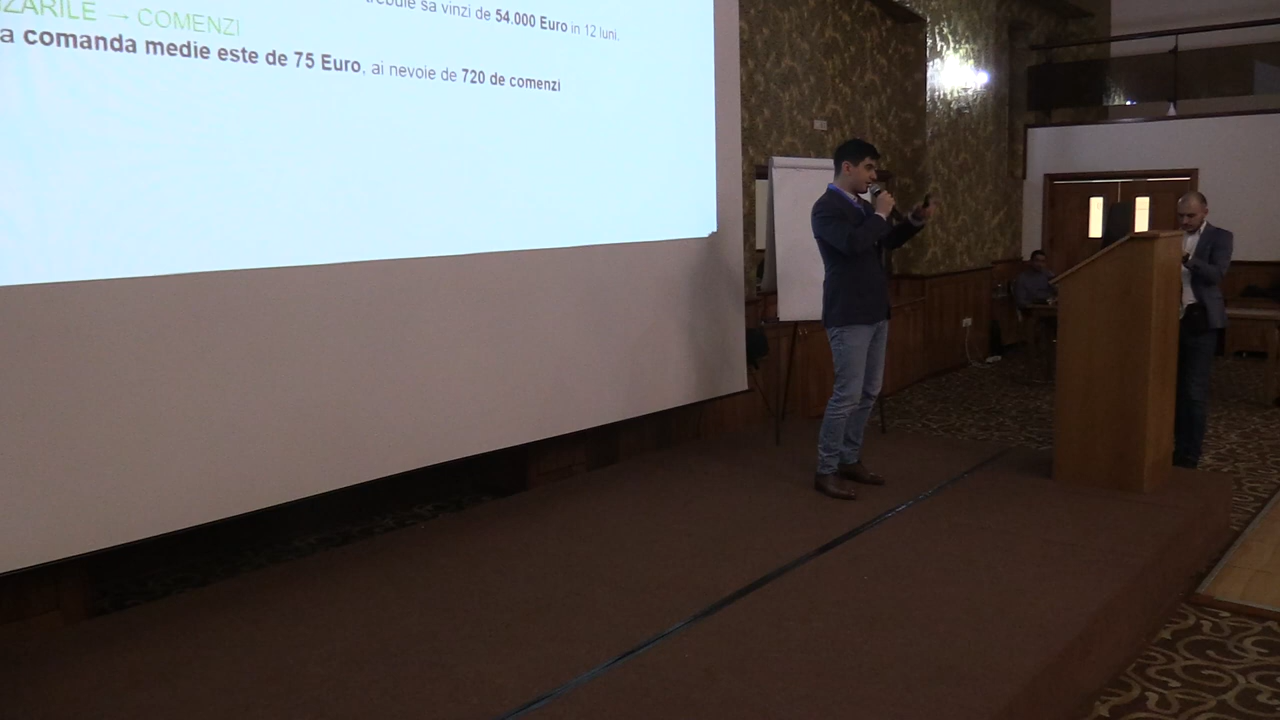 trebuie sa vinzi de 54.000 Euro in 12 luni.
ZARILE → COMENZI
a comanda medie este de 75 Euro, ai nevoie de 720 de comenzi